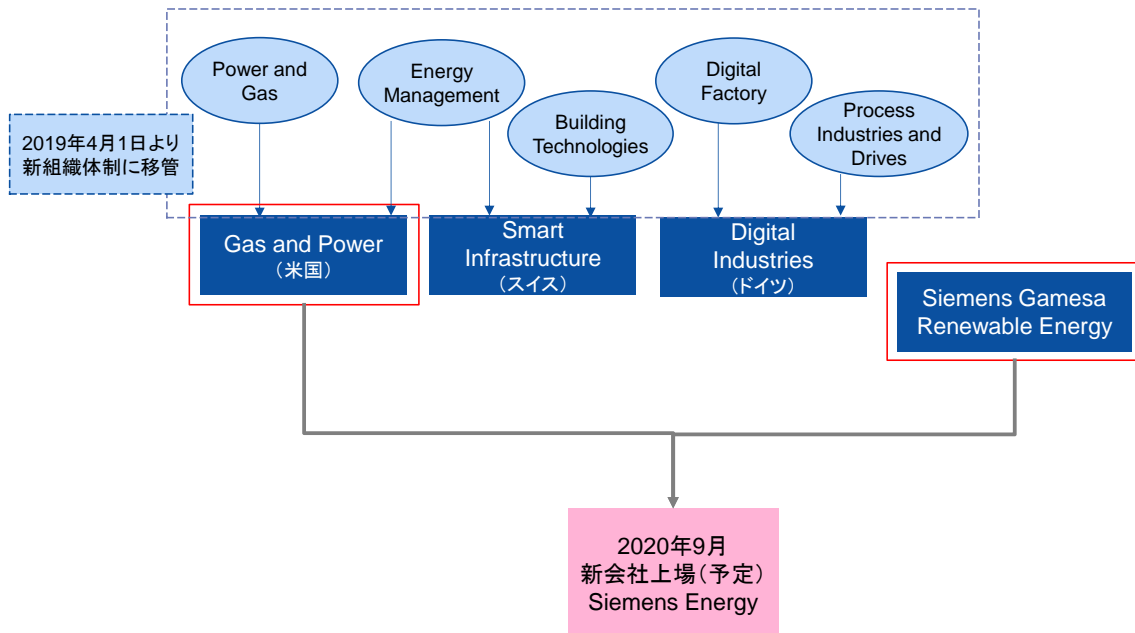 Power and
Gas
Energy
Management
Building
Technologies
Digital
Factory
Process
Industries and
Drives
2019年4月1日より
新組織体制に移管
Gas and Power
（米国）
Smart
Infrastructure
（スイス）
Digital
Industries
（ドイツ）
Siemens Gamesa
Renewable Energy
2020年9月
新会社上場（予定）
Siemens Energy